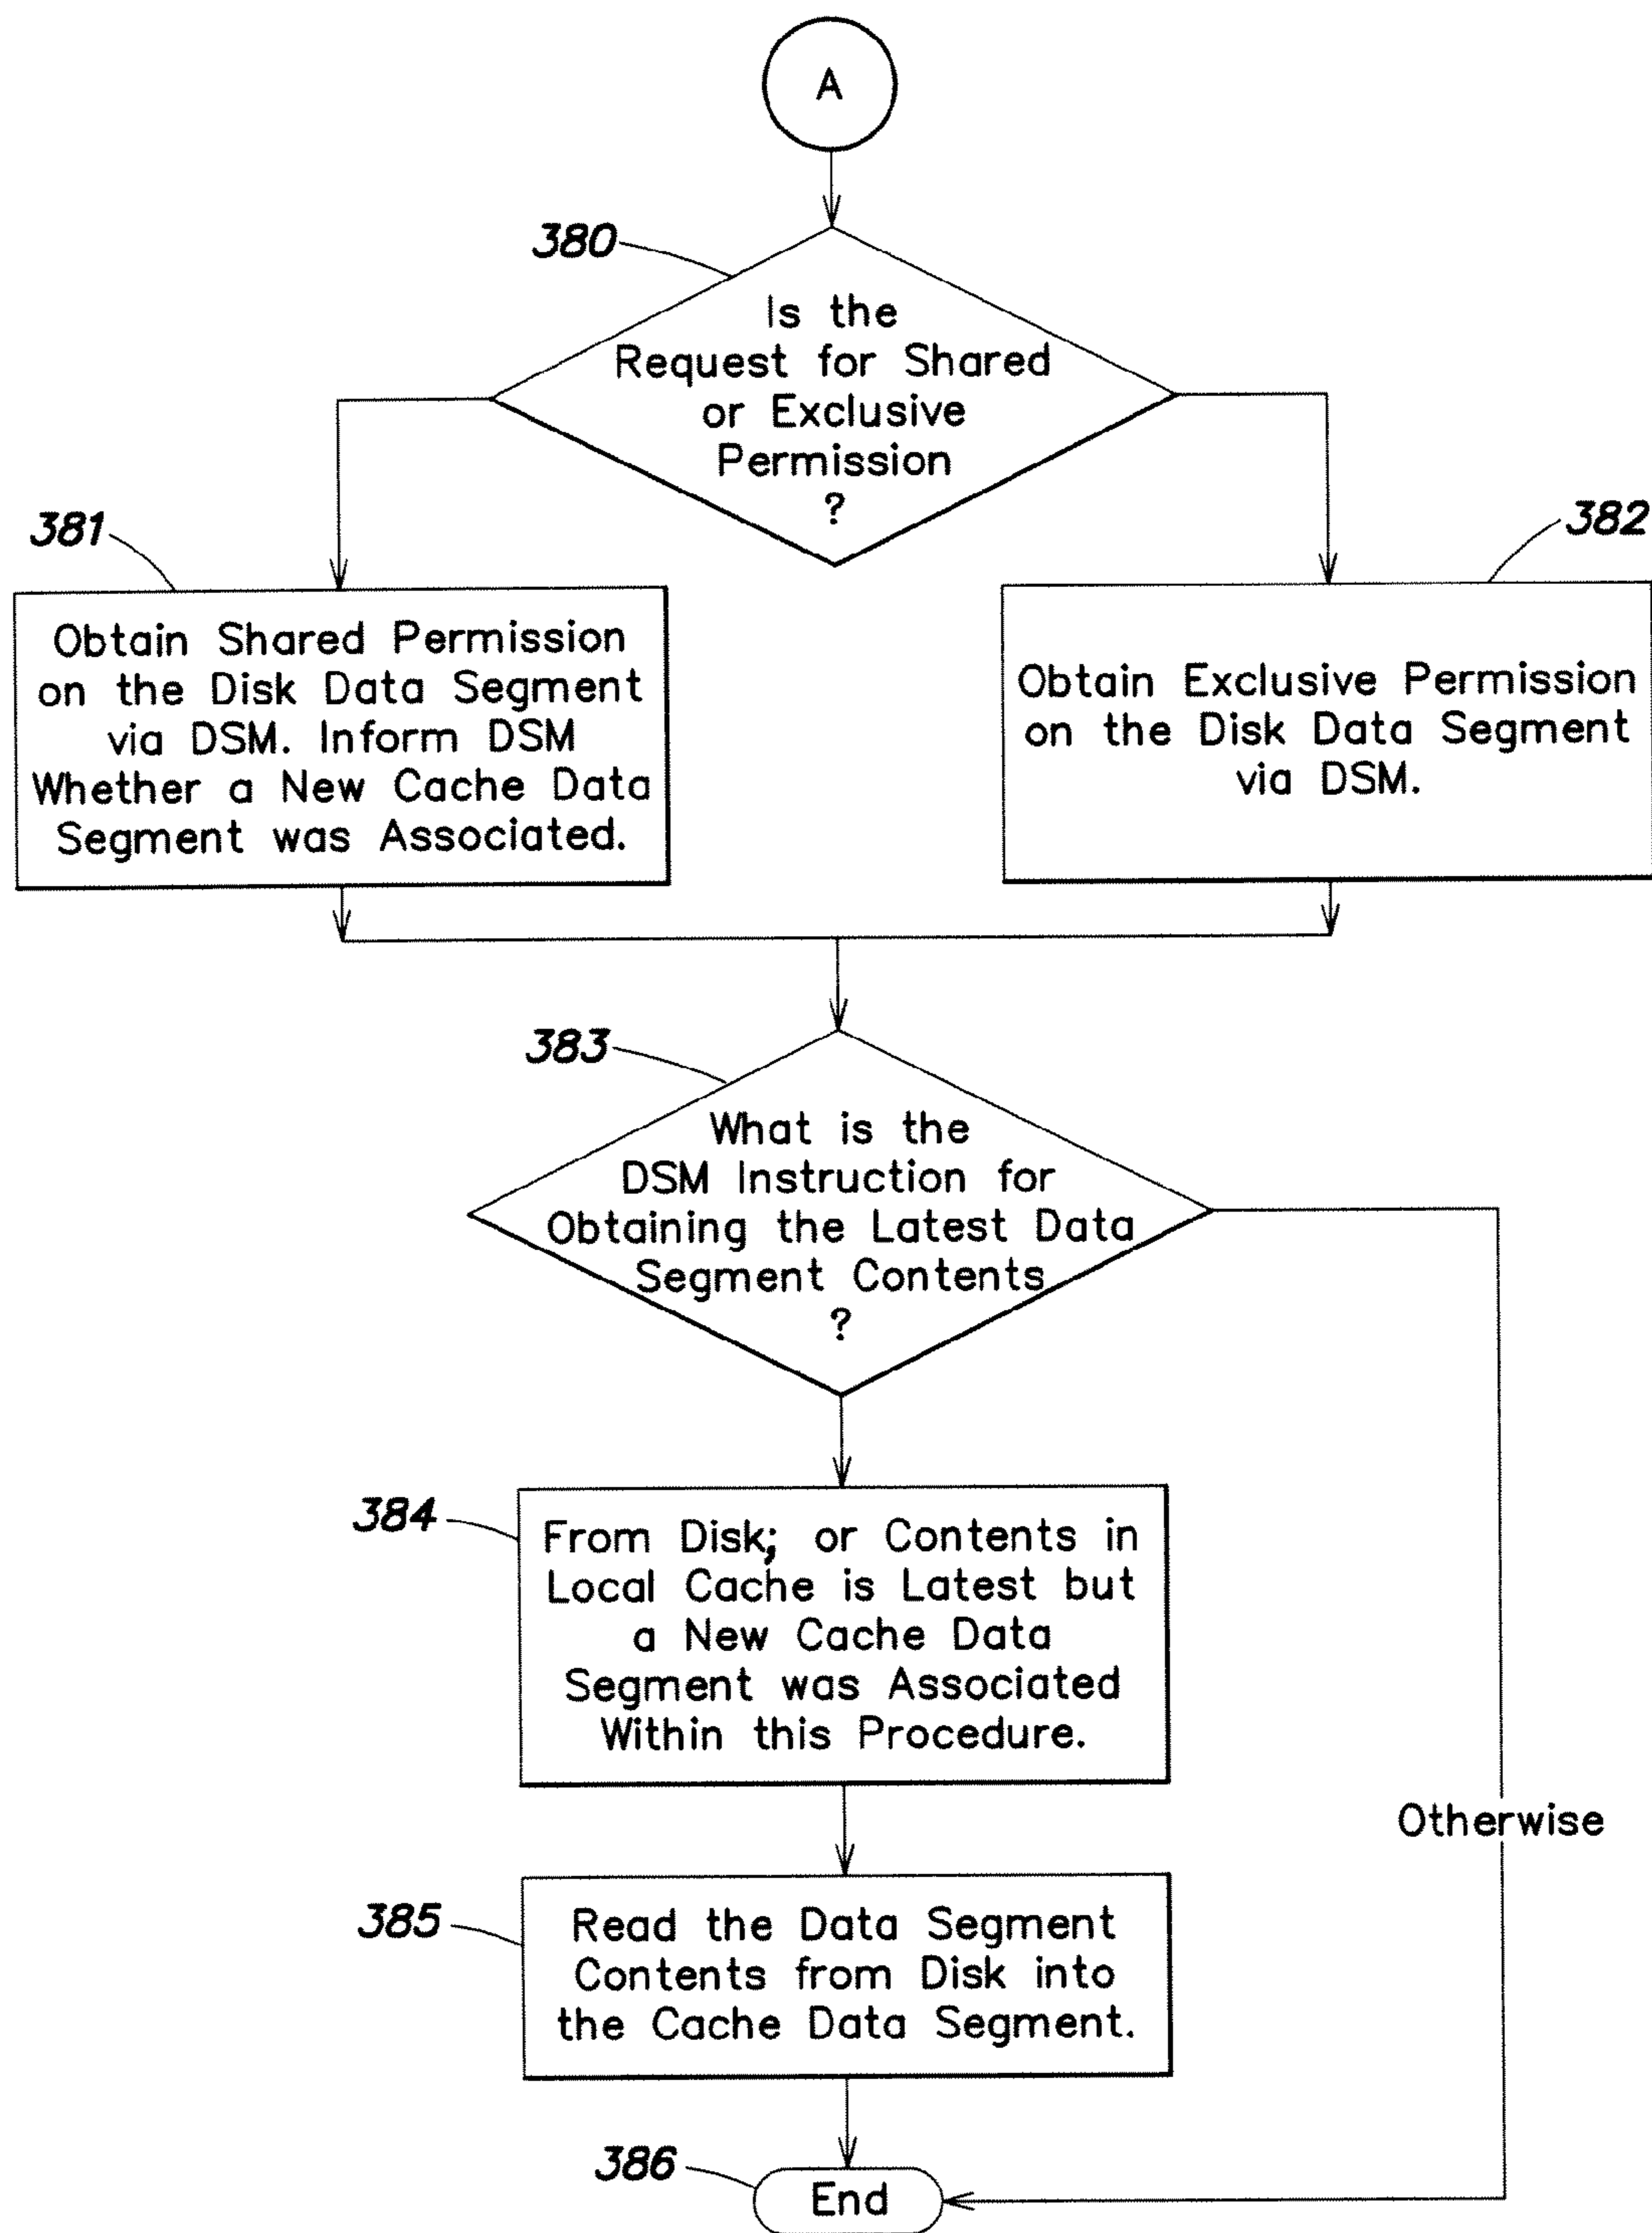 A
380
Is the
Request for Shared
or Exclusive
Permission
?
381
Obtain Shared Permission
on the Disk Data Segment
via DSM. Inform DSM
Whether a New Cache Data
Segment was Associated.
382
Obtain Exclusive Permission
on the Disk Data Segment
via DSM.
383
What is the
DSM Instruction for
Obtaining the Latest Data
Segment Contents
?
384
From Disk; or Contents in
Local Cache is Latest but
a New Cache Data
Segment was Associated
Within this Procedure.
Otherwise
385
Read the Data Segment
Contents from Disk into
the Cache Data Segment.
386
End